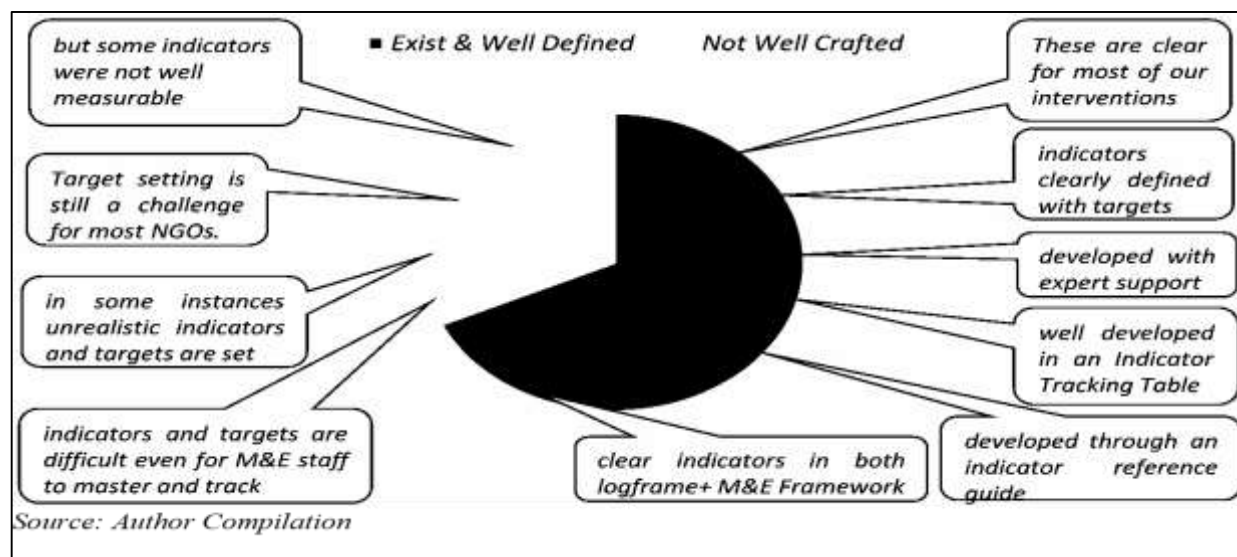 ■ Exist & Well Defined
Not Well Crafted
but some indicators
were not well
measurable
Target setting is
still a challenge
for most NGOs.
in some instances
unrealistic indicators
and targets are set
indicators and targets are
difficult even for M&E staff
to master and track
These are clear
for most of our
interventions
indicators
clearly defined
with targets
developed with
expert support
well developed
in an Indicator
Tracking Table
developed through an
indicator reference
guide
clear indicators in both
logframe+ M&E Framework
Source: Author Compilation